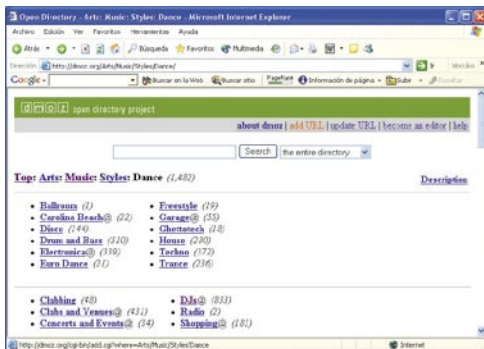 Open Directory - Arts: Music: Styles: Dance - Microsoft Internet Explorer
Archivo Edición Ver Favoritos Herramientas Ayuda
Atrás Búsqueda Favoritos Multimedia
Dirección http://dmoz.org/Arts/Music/Styles/Dance/ Ir Vínculos
Google Buscar en la Web Buscar sitio PageRank Información de página Subir Resaltar
dmoz open directory project
about dmoz | add URL | update URL | become an editor | help
Search the entire directory
Top: Arts: Music: Styles: Dance (1,482) Description
Ballroom (1) Freestyle (19)
Carolina Beach@ (22) Garage@ (55)
Disco (144) Ghettotech (18)
Drum and Bass (310) House (230)
Electronica@ (339) Techno (372)
Euro Dance (21) Trance (236)
Clubbing (48) DJs@ (833)
Clubs and Venues@ (431) Radio (2)
Concerts and Events@ (34) Shopping@ (181)
http://dmoz.org/cgi-bin/add.cgi?where=Arts/Music/Styles/Dance Internet